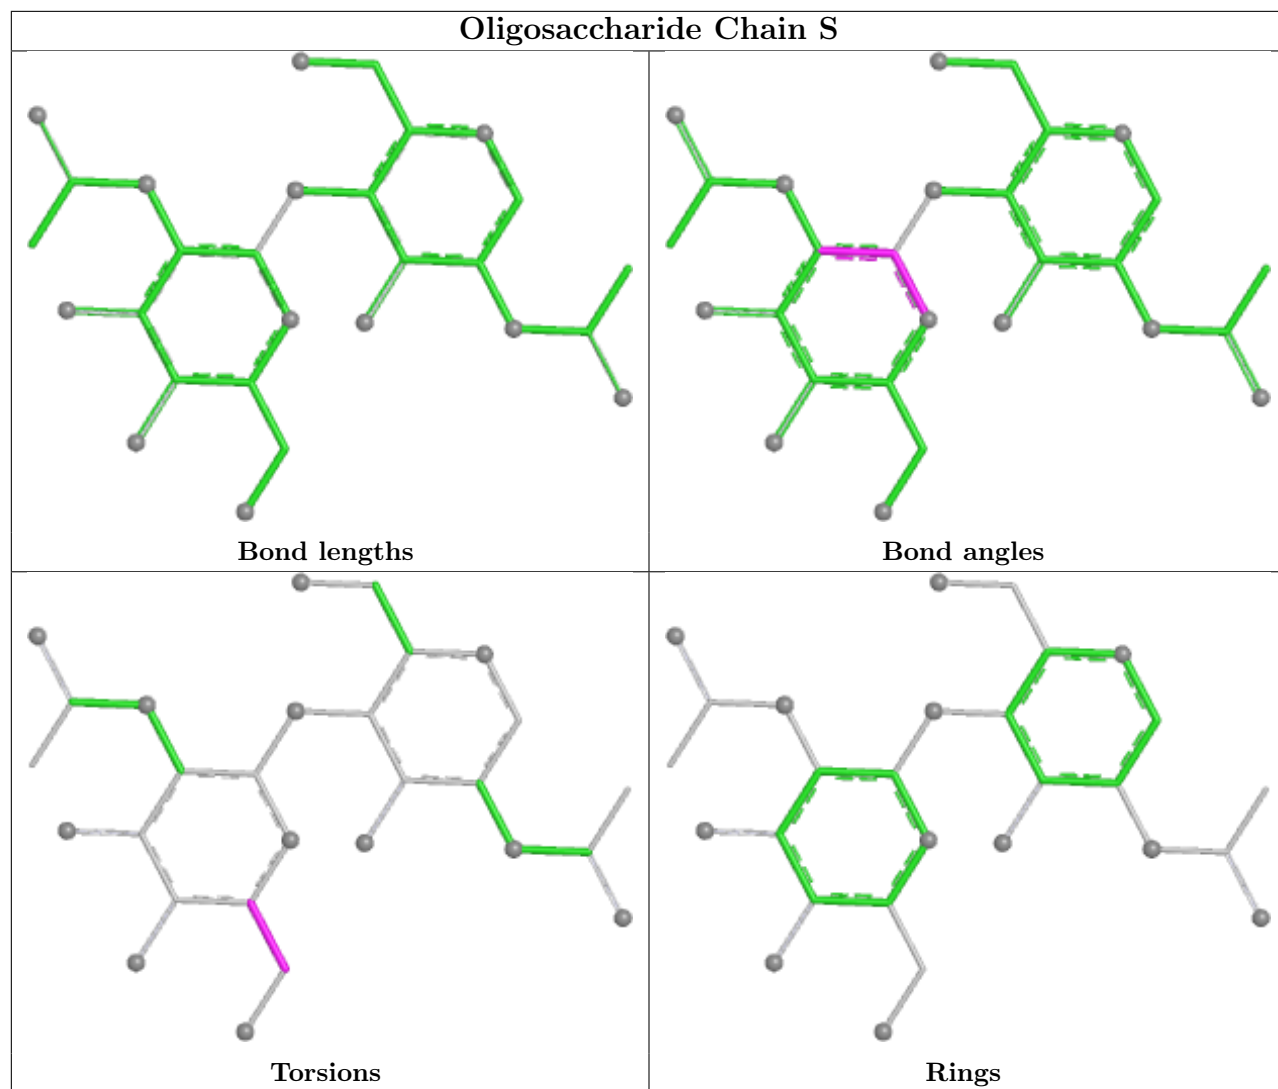 Oligosaccharide Chain S
Bond lengths
Bond angles
Torsions
Rings